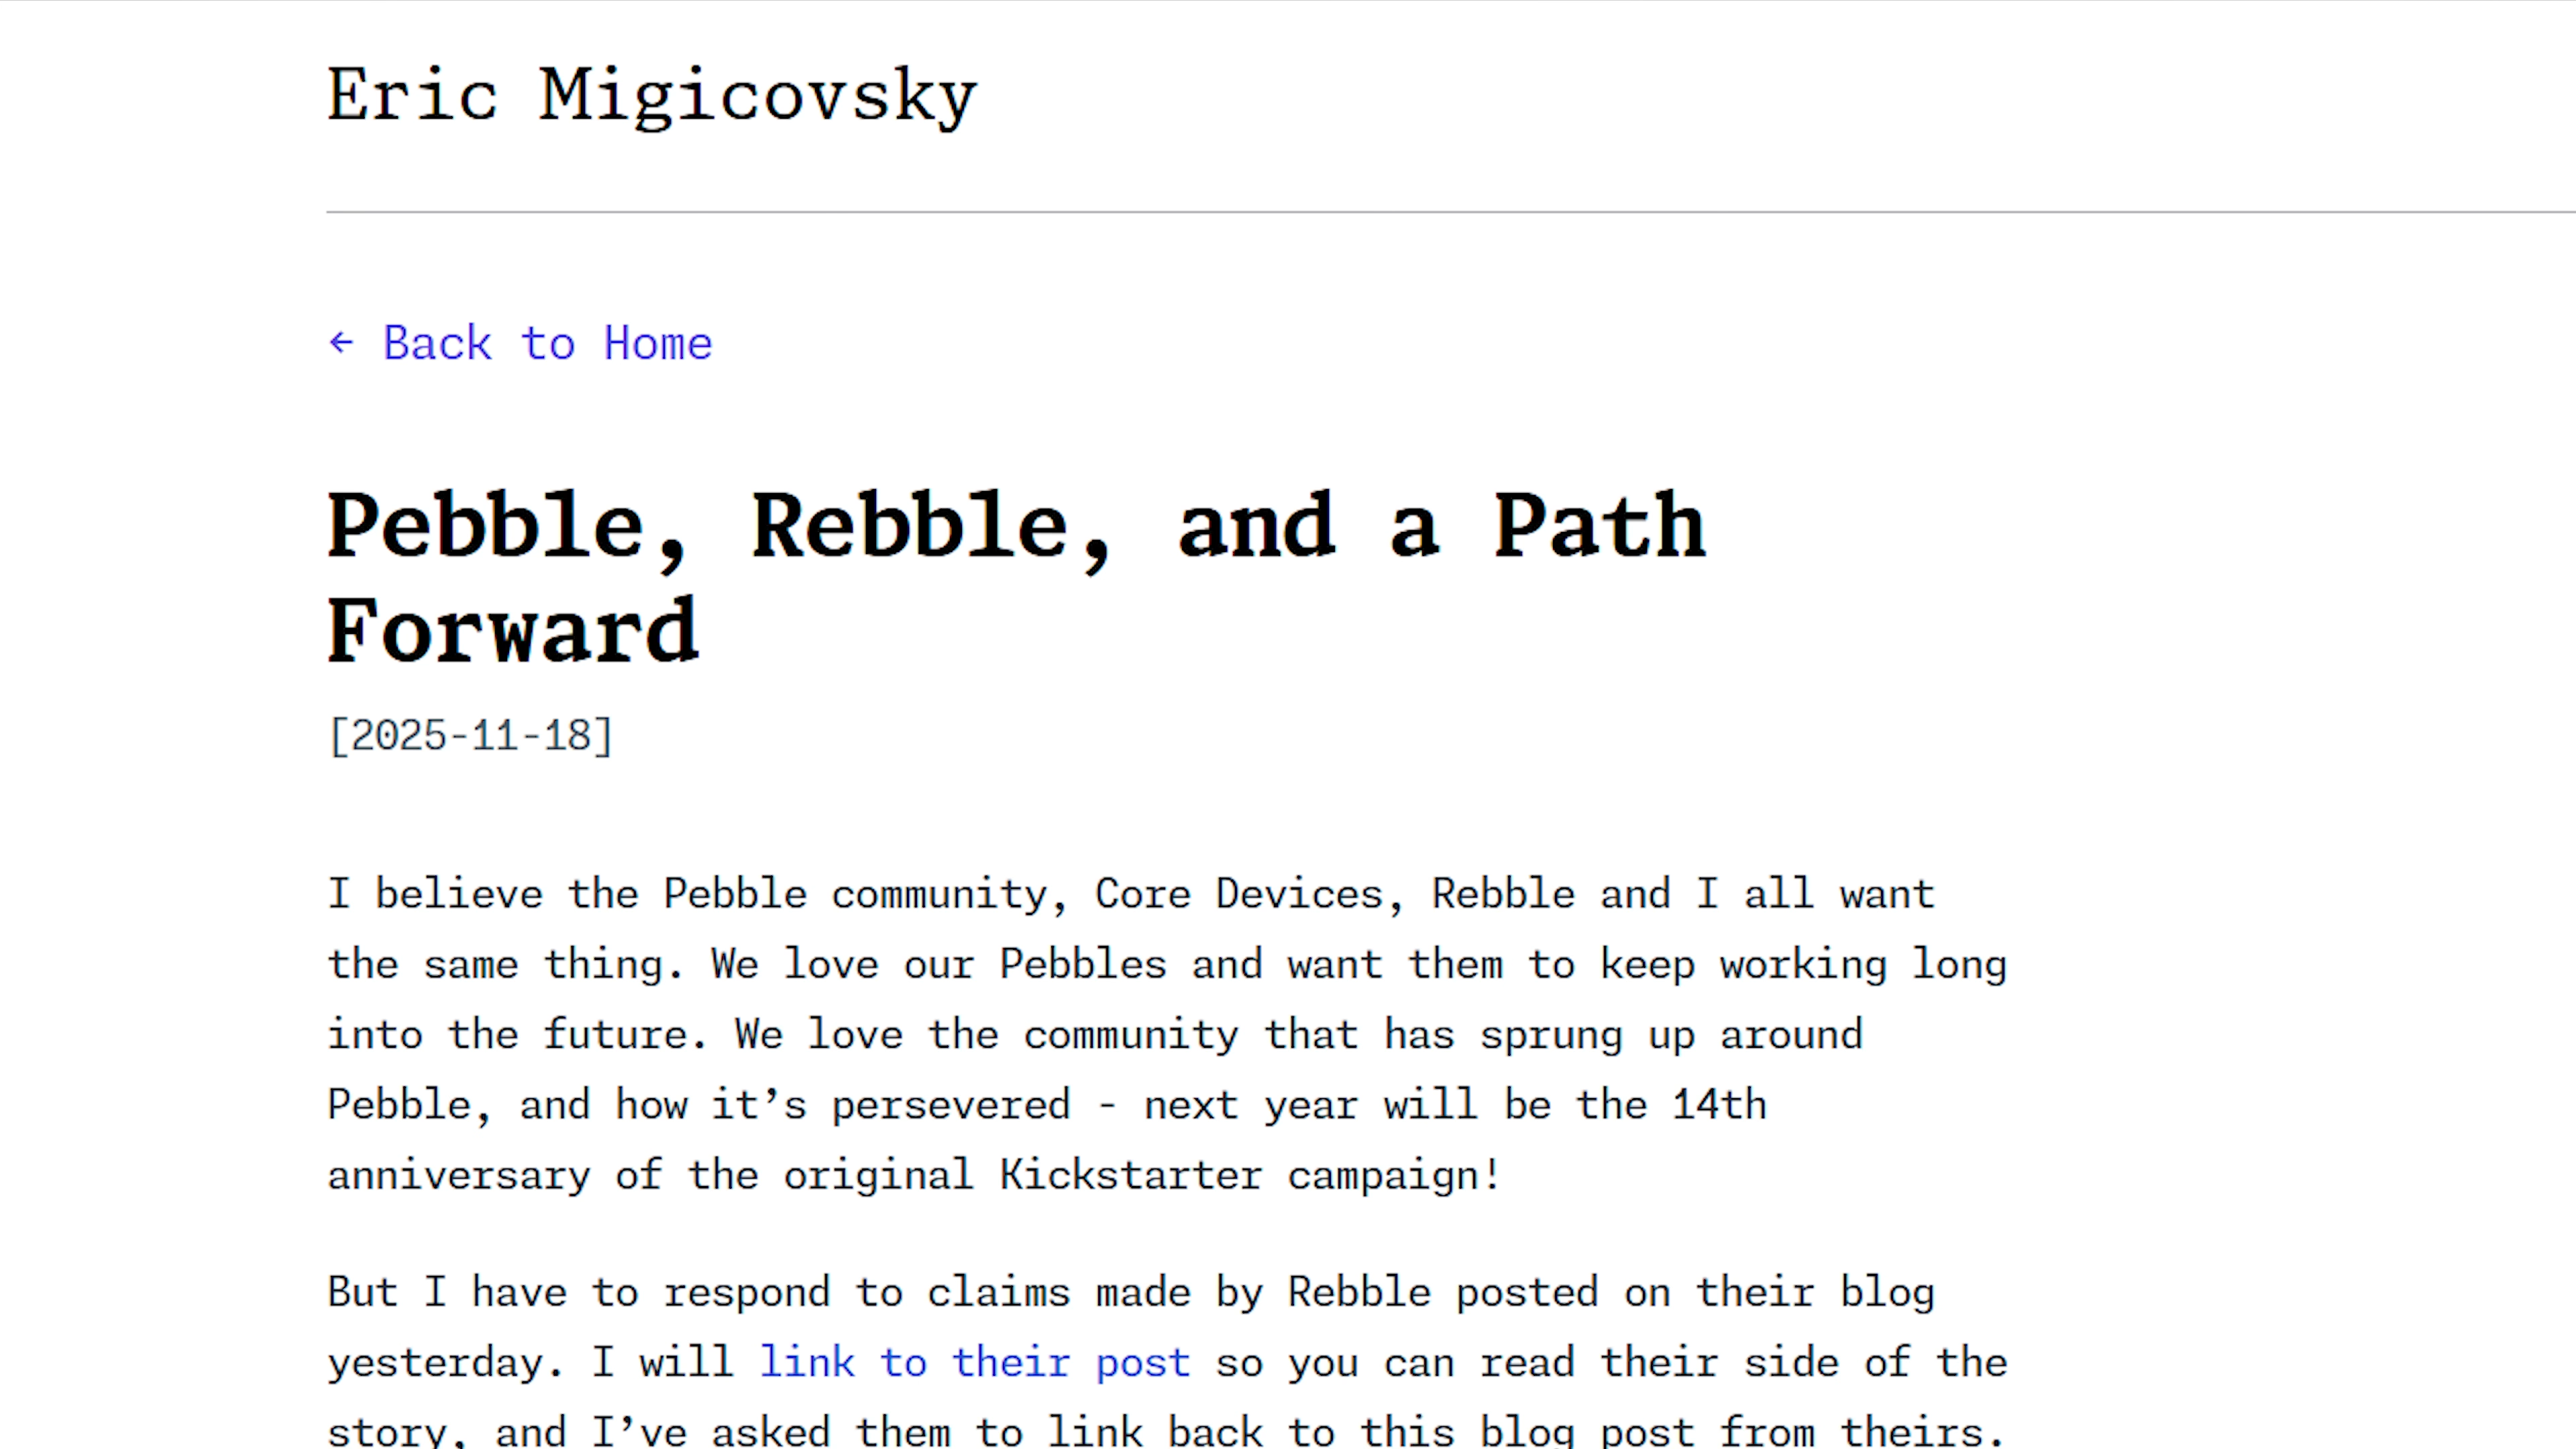 Eric Migicovsky
← Back to Home
Pebble, Rebble, and a Path
Forward
[2025-11-18]
I believe the Pebble community, Core Devices, Rebble and I all want
the same thing. We love our Pebbles and want them to keep working long
into the future. We love the community that has sprung up around
Pebble, and how it’s persevered - next year will be the 14th
anniversary of the original Kickstarter campaign!
But I have to respond to claims made by Rebble posted on their blog
yesterday. I will link to their post so you can read their side of the
story, and I’ve asked them to link back to this blog post from theirs.